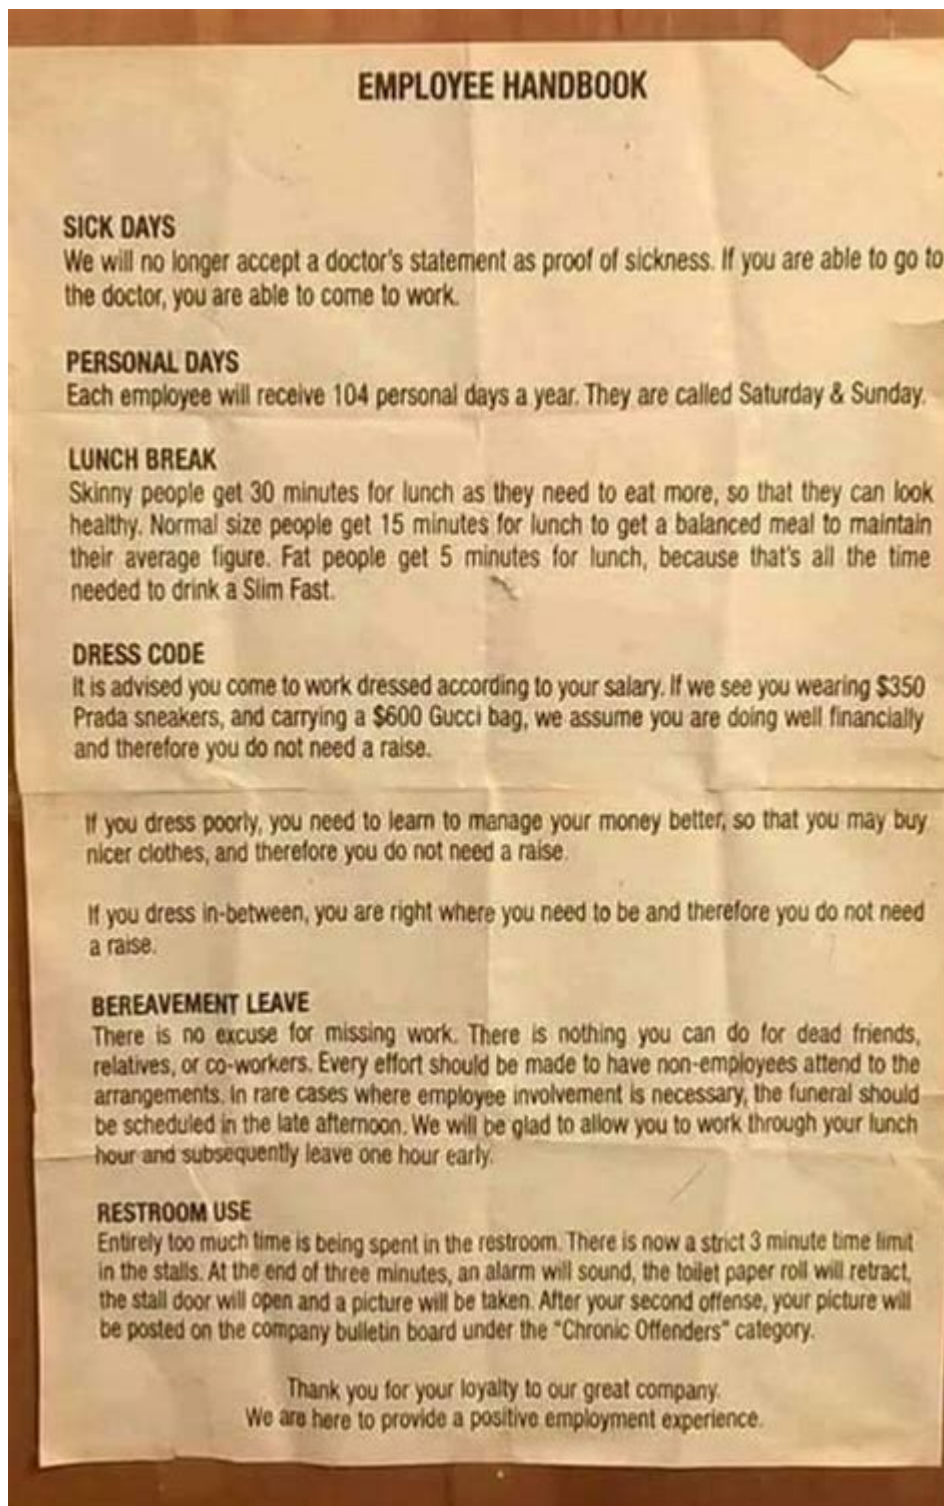 EMPLOYEE HANDBOOK
SICK DAYS
We will no longer accept a doctor's statement as proof of sickness. If you are able to go to
the doctor, you are able to come to work.
PERSONAL DAYS
Each employee will receive 104 personal days a year. They are called Saturday & Sunday.
LUNCH BREAK
Skinny people get 30 minutes for lunch as they need to eat more, so that they can look
healthy. Normal size people get 15 minutes for lunch to get a balanced meal to maintain
their average figure. Fat people get 5 minutes for lunch, because that's all the time
needed to drink a Slim Fast.
DRESS CODE
It is advised you come to work dressed according to your salary. If we see you wearing $350
Prada sneakers, and carrying a $600 Gucci bag, we assume you are doing well financially
and therefore you do not need a raise.
If you dress poorly, you need to learn to manage your money better, so that you may buy
nicer clothes, and therefore you do not need a raise.
If you dress in-between, you are right where you need to be and therefore you do not need
a raise.
BEREAVEMENT LEAVE
There is no excuse for missing work. There is nothing you can do for dead friends,
relatives, or co-workers. Every effort should be made to have non-employees attend to the
arrangements. In rare cases where employee involvement is necessary, the funeral should
be scheduled in the late afternoon. We will be glad to allow you to work through your lunch
hour and subsequently leave one hour early.
RESTROOM USE
Entirely too much time is being spent in the restroom. There is now a strict 3 minute time limit
in the stalls. At the end of three minutes, an alarm will sound, the toilet paper roll will retract,
the stall door will open and a picture will be taken. After your second offense, your picture will
be posted on the company bulletin board under the "Chronic Offenders" category.
Thank you for your loyalty to our great company.
We are here to provide a positive employment experience.